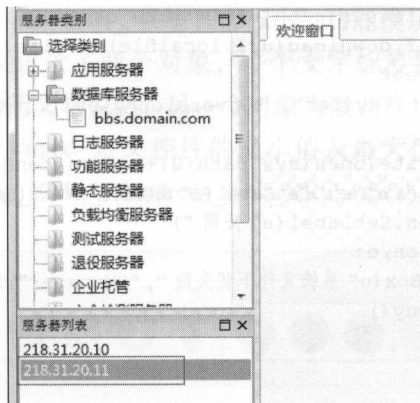 服务器类别
欢迎窗口
选择类别
应用服务器
数据库服务器
bbs.domain.com
日志服务器
功能服务器
静态服务器
负载均衡服务器
测试服务器
退役服务器
企业托管
服务器列表
218.31.20.10
218.31.20.11